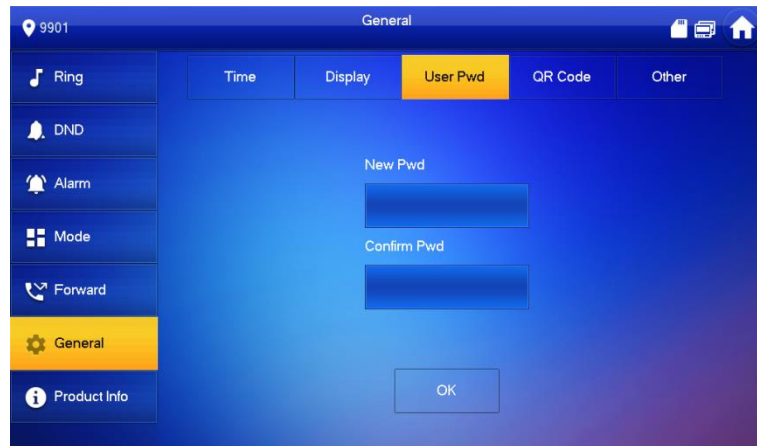 9901
General
Ring
DND
Alarm
Mode
Forward
General
Product Info
Time Display User Pwd QR Code Other
New Pwd
Confirm Pwd
OK